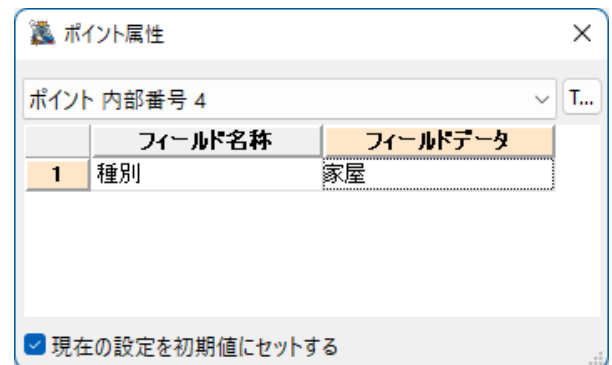 ポイント属性
ポイント 内部番号 4
T...
フィールド名称 フィールドデータ
1 種別 家屋
現在の設定を初期値にセットする